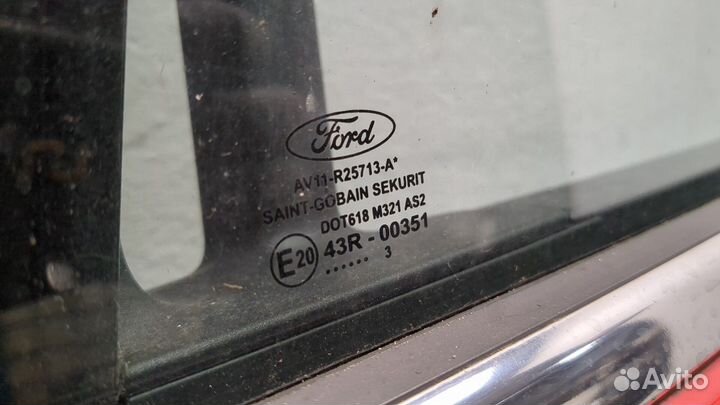 Ford
AV11-R25713-A*
SAINT-GOBAIN SEKURIT
DOT618 M321 AS2
E20 43R-00351
...... 3
Avito